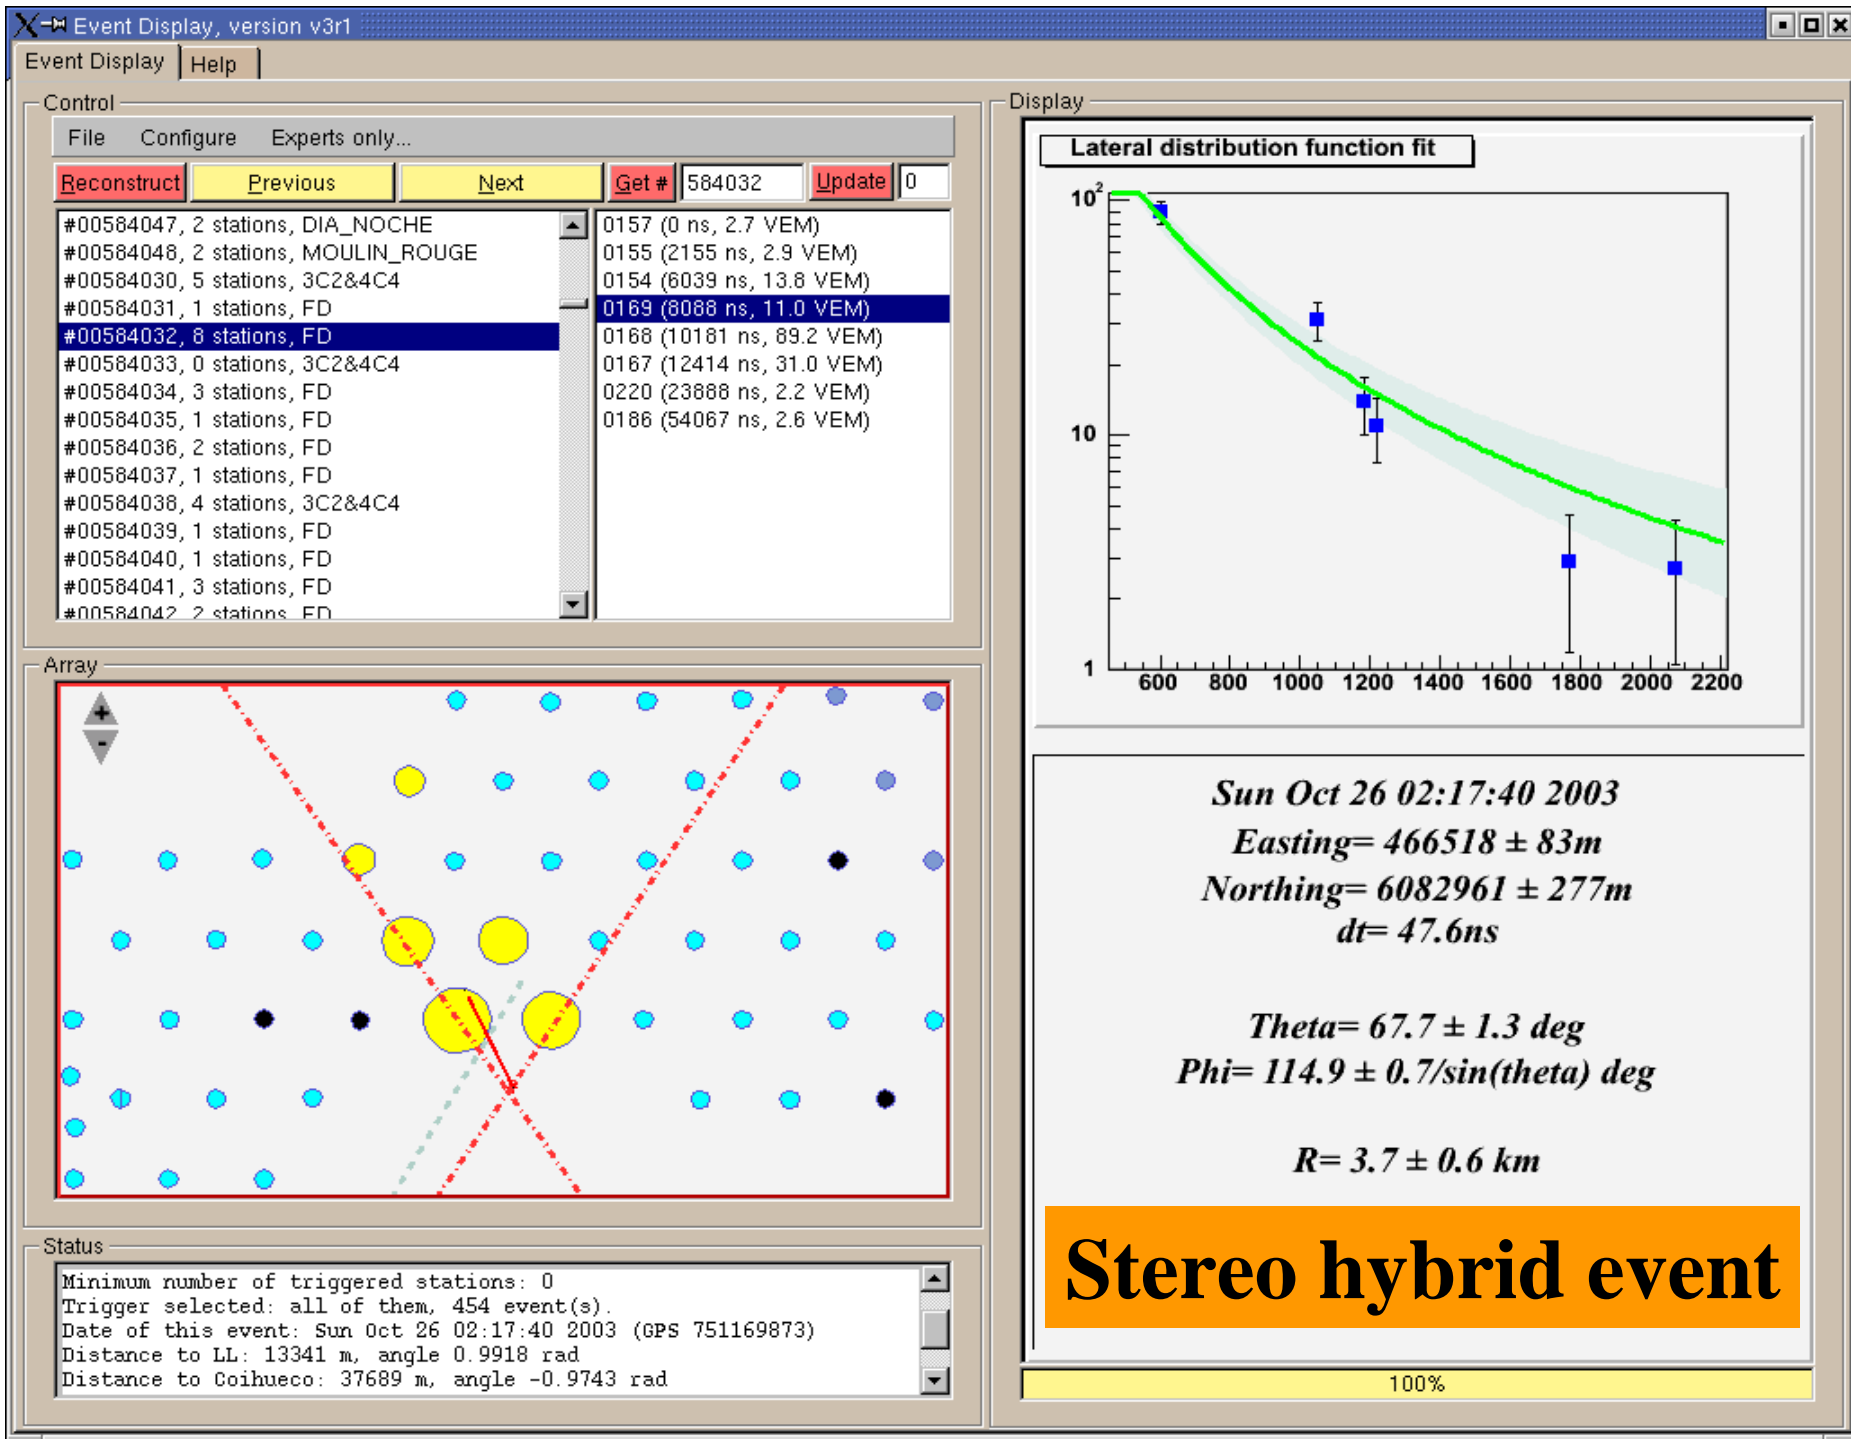 Event Display, version v3r1
Event Display
Help
Control
File Configure Experts only...
Reconstruct Previous Next Get # 584032 Update 0
#00584047, 2 stations, DIA_NOCHE
#00584048, 2 stations, MOULIN_ROUGE
#00584030, 5 stations, 3C2&4C4
#00584031, 1 stations, FD
#00584032, 8 stations, FD
#00584033, 0 stations, 3C2&4C4
#00584034, 3 stations, FD
#00584035, 1 stations, FD
#00584036, 2 stations, FD
#00584037, 1 stations, FD
#00584038, 4 stations, 3C2&4C4
#00584039, 1 stations, FD
#00584040, 1 stations, FD
#00584041, 3 stations, FD
#00584042, 2 stations, FD
0157 (0 ns, 2.7 VEM)
0155 (2155 ns, 2.9 VEM)
0154 (6039 ns, 13.8 VEM)
0169 (8088 ns, 11.0 VEM)
0168 (10181 ns, 89.2 VEM)
0167 (12414 ns, 31.0 VEM)
0220 (23888 ns, 2.2 VEM)
0186 (54067 ns, 2.6 VEM)
Array
+
-
Status
Minimum number of triggered stations: 0
Trigger selected: all of them, 454 event(s).
Date of this event: Sun Oct 26 02:17:40 2003 (GPS 751169873)
Distance to LL: 13341 m, angle 0.9918 rad
Distance to Coihueco: 37689 m, angle -0.9743 rad
Display
Lateral distribution function fit
10²
10
1
600 800 1000 1200 1400 1600 1800 2000 2200
Sun Oct 26 02:17:40 2003
Easting= 466518 ± 83m
Northing= 6082961 ± 277m
dt= 47.6ns
Theta= 67.7 ± 1.3 deg
Phi= 114.9 ± 0.7/sin(theta) deg
R= 3.7 ± 0.6 km
Stereo hybrid event
100%